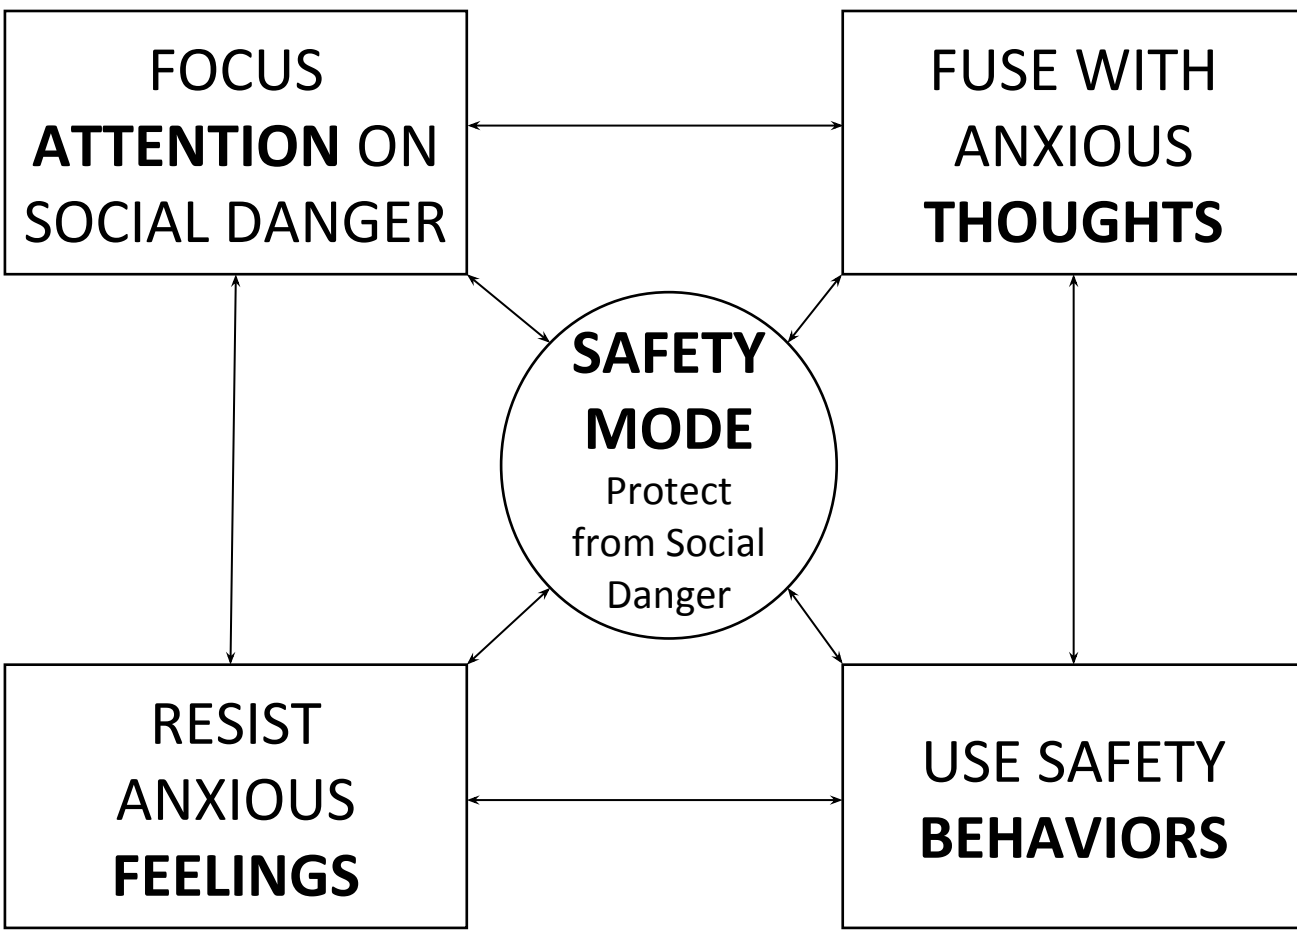 FOCUS
ATTENTION ON
SOCIAL DANGER
FUSE WITH
ANXIOUS
THOUGHTS
SAFETY
MODE
Protect
from Social
Danger
RESIST
ANXIOUS
FEELINGS
USE SAFETY
BEHAVIORS